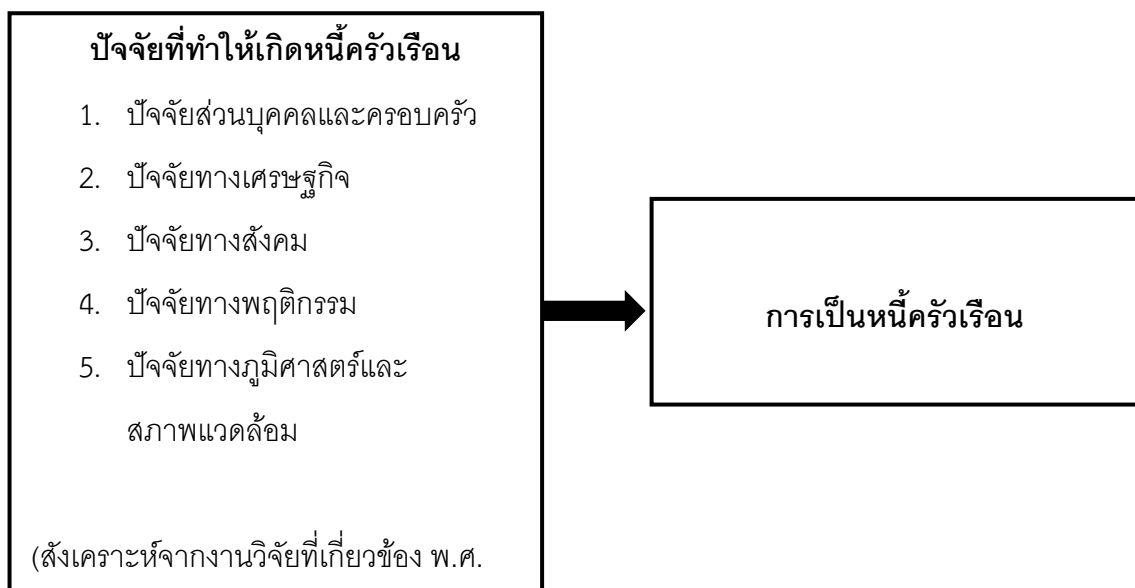 ปัจจัยที่ทำให้เกิดหนี้ครัวเรือน
1. ปัจจัยส่วนบุคคลและครอบครัว
2. ปัจจัยทางเศรษฐกิจ
3. ปัจจัยทางสังคม
4. ปัจจัยทางพฤติกรรม
5. ปัจจัยทางภูมิศาสตร์และ
สภาพแวดล้อม
(สังเคราะห์จากงานวิจัยที่เกี่ยวข้อง พ.ศ.
การเป็นหนี้ครัวเรือน